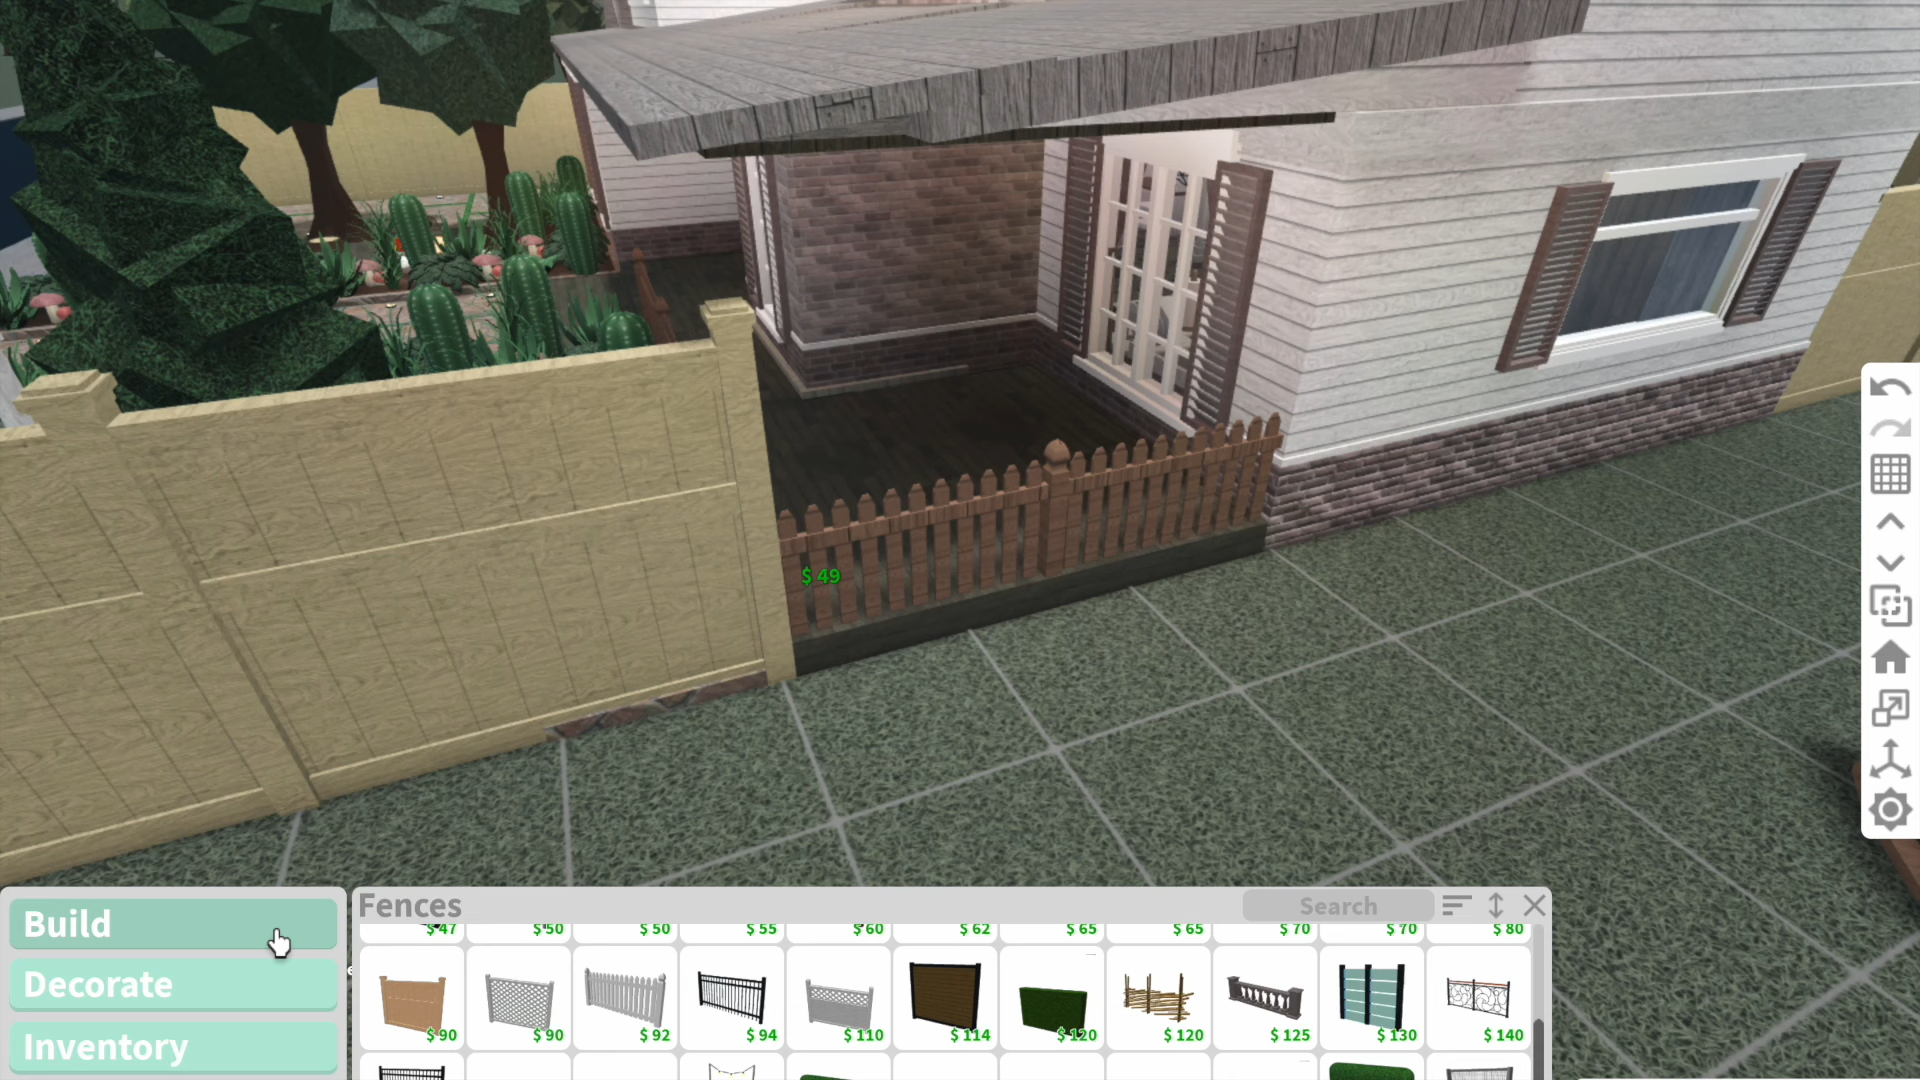 $ 49
Build
Decorate
Inventory
Fences
Search
$ 47 $ 50 $ 50 $ 55 $ 60 $ 62 $ 65 $ 65 $ 70 $ 70 $ 80
$ 90 $ 90 $ 92 $ 94 $ 110 $ 114 $ 120 $ 120 $ 125 $ 130 $ 140